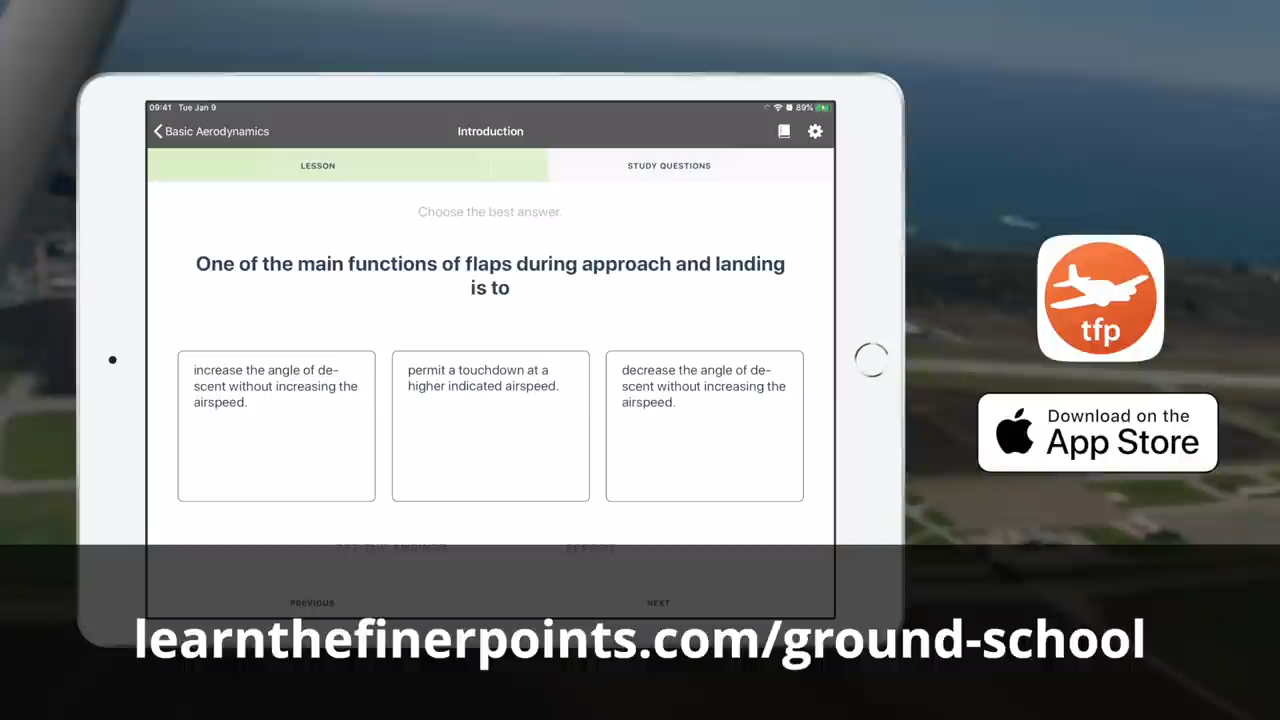 09:41 Tue Jan 9
89%
Basic Aerodynamics
Introduction
LESSON
STUDY QUESTIONS
Choose the best answer
One of the main functions of flaps during approach and landing
is to
increase the angle of de-
scent without increasing the
airspeed.
permit a touchdown at a
higher indicated airspeed.
decrease the angle of de-
scent without increasing the
airspeed.
REPORT
PREVIOUS
NEXT
tfp
Download on the
App Store
learnthefinerpoints.com/ground-school